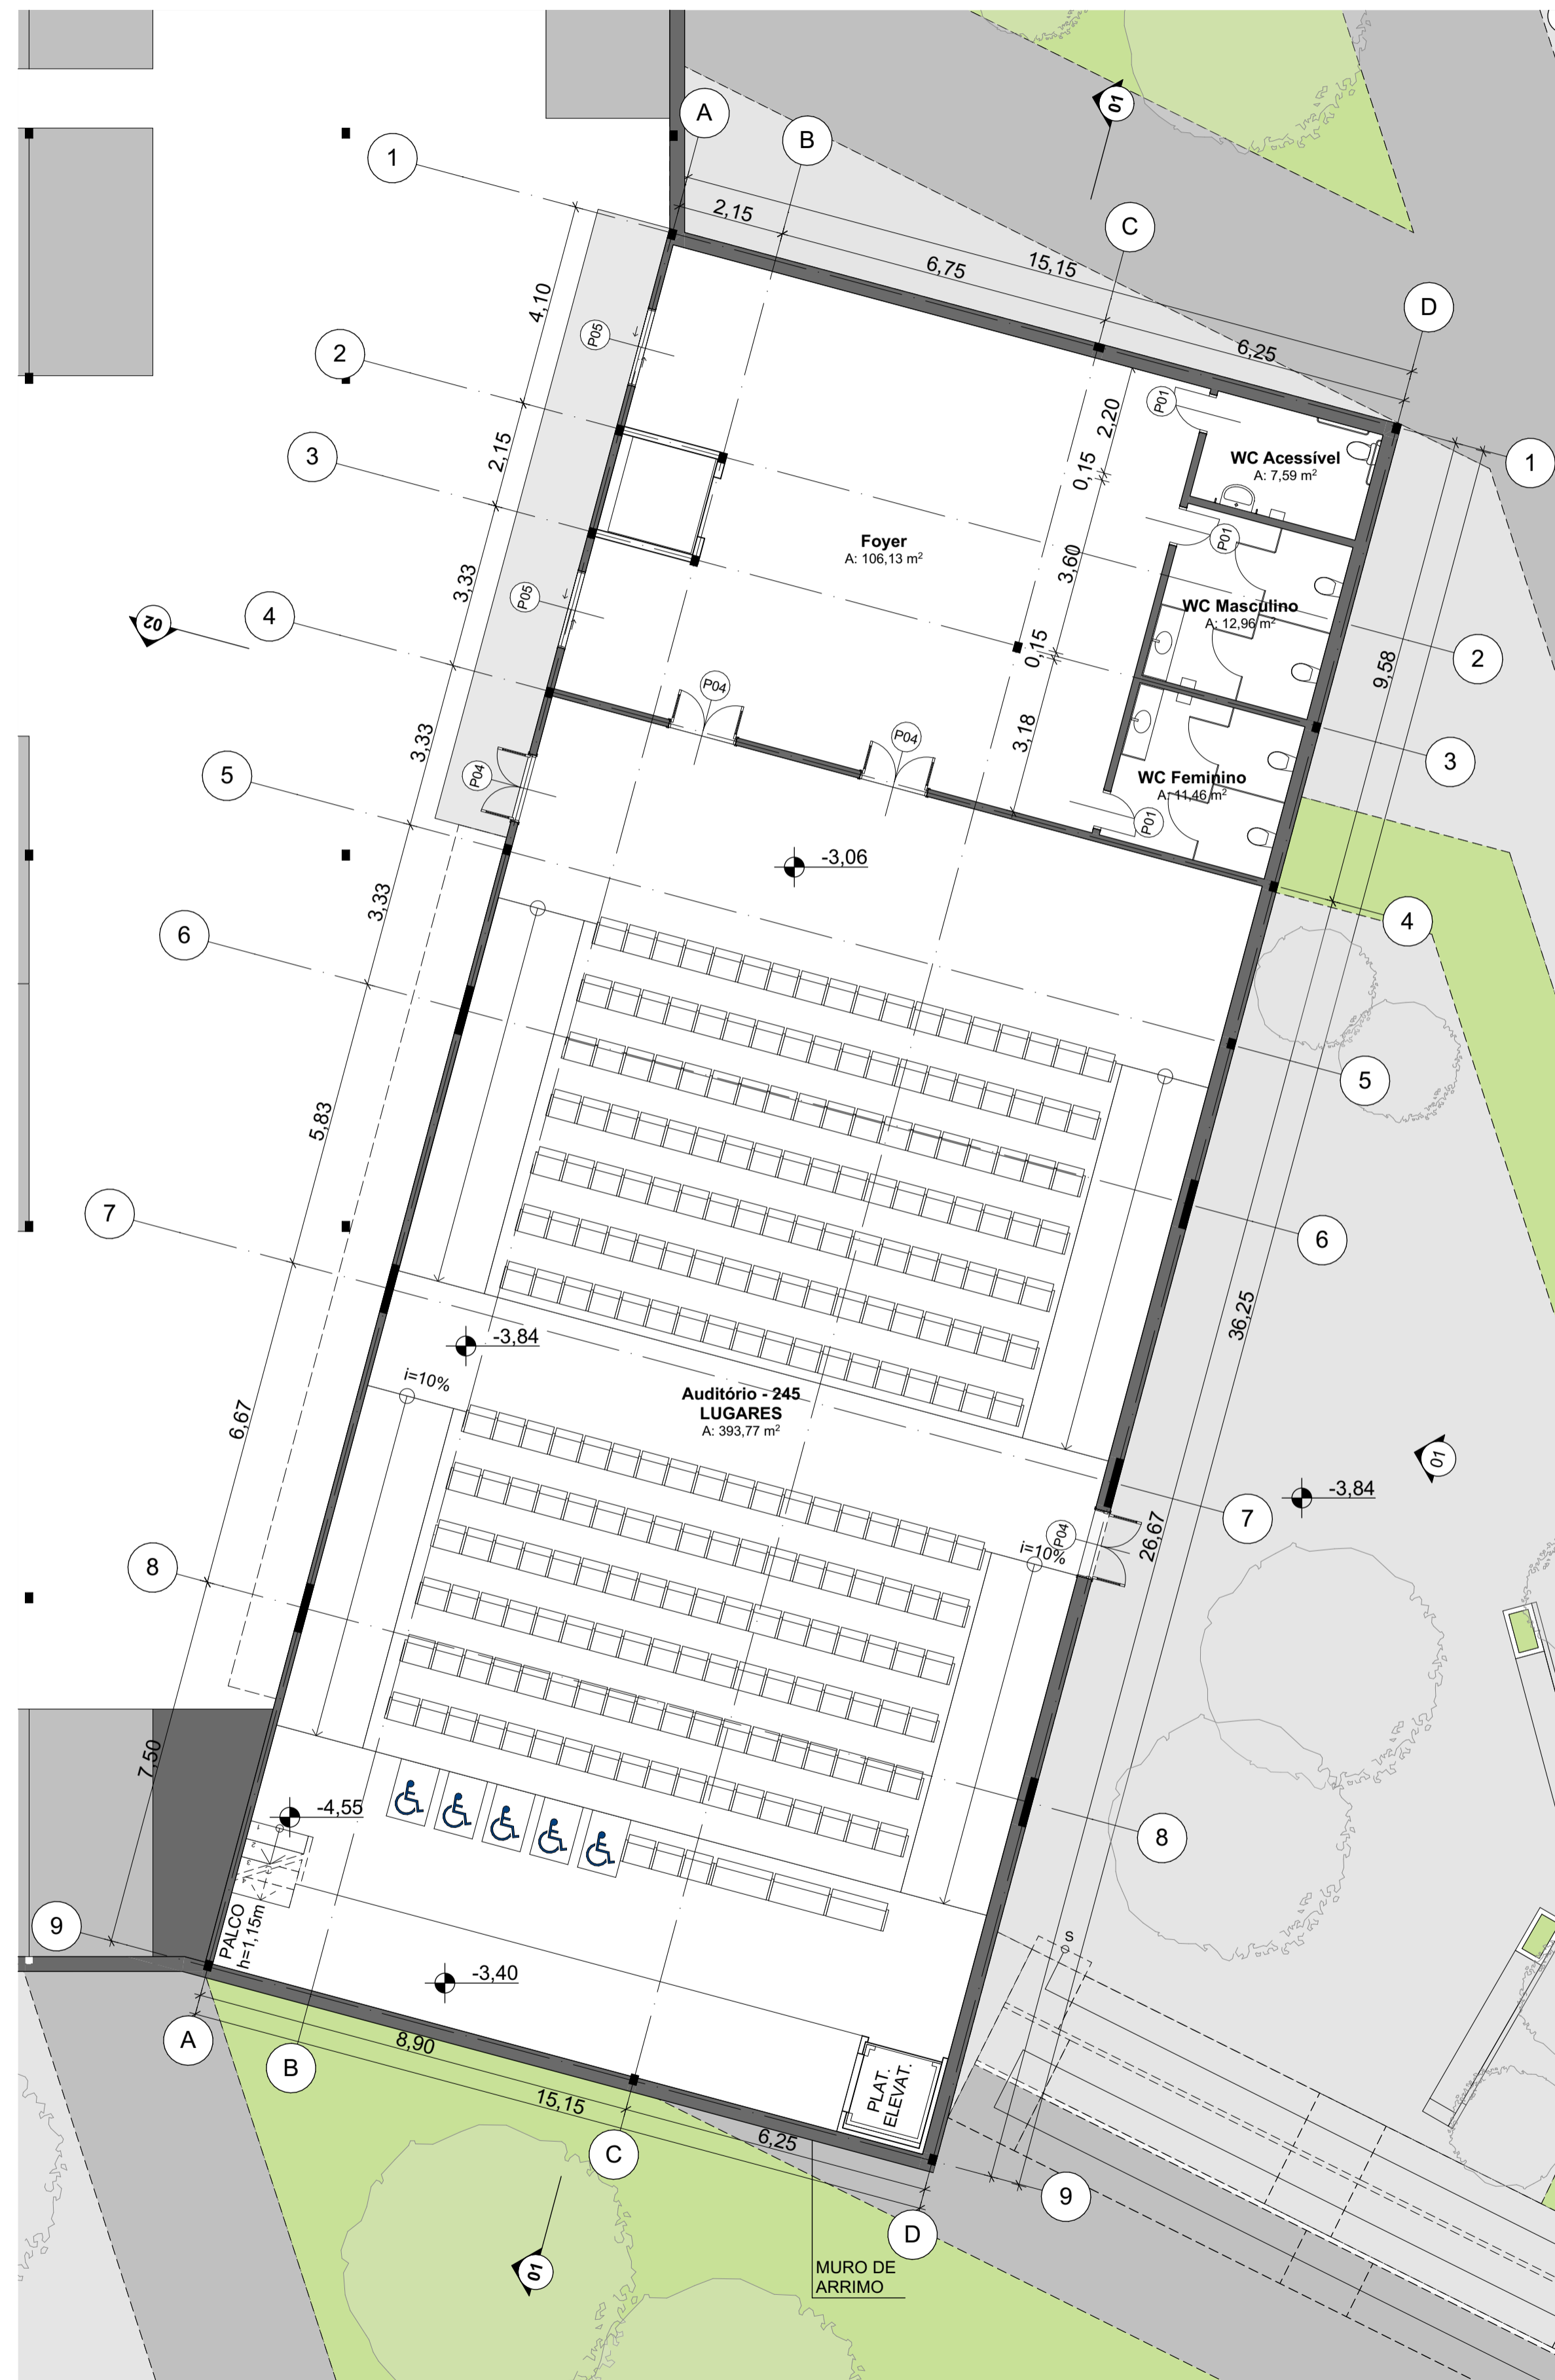 01
A
B
1
C
2,15
6,75
15,15
D
4,10
P05
2
6,25
P01
2,20
WC Acessível
A: 7,59 m²
1
3
2,15
0,15
Foyer
A: 106,13 m²
P01
3,60
3,33
P05
WC Masculino
A: 12,96 m²
02
4
0,15
2
9,58
P04
P04
3,18
3,33
P04
WC Feminino
A: 11,46 m²
3
5
P01
-3,06
3,33
4
6
5
5,83
7
6
-3,84
36,25
i=10%
Auditório - 245
LUGARES
A: 393,77 m²
6,67
01
-3,84
7
P04
i=10%
26,67
8
7,50
-4,55
1
2
3
8
9
PALCO
h=1,15m
S
-3,40
A
8,90
B
PLAT.
ELEVAT.
15,15
C
6,25
9
D
01
MURO DE
ARRIMO